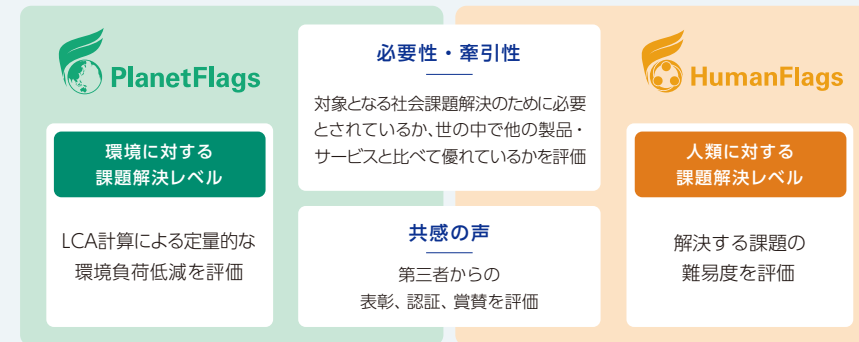 PlanetFlags
環境に対する
課題解決レベル
LCA計算による定量的な
環境負荷低減を評価
必要性・牽引性
対象となる社会課題解決のために必要
とされているか、世の中で他の製品・
サービスと比べて優れているかを評価
共感の声
第三者からの
表彰、認証、賞賛を評価
HumanFlags
人類に対する
課題解決レベル
解決する課題の
難易度を評価